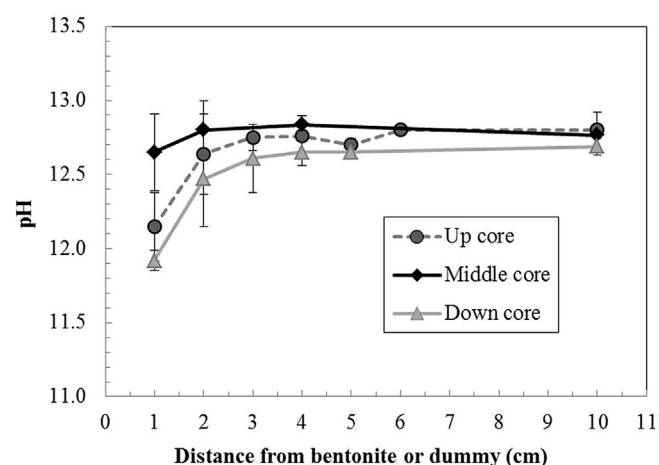 13.5
13.0
12.5
12.0
11.5
11.0
pH
Up core
Middle core
Down core
0 1 2 3 4 5 6 7 8 9 10 11
Distance from bentonite or dummy (cm)